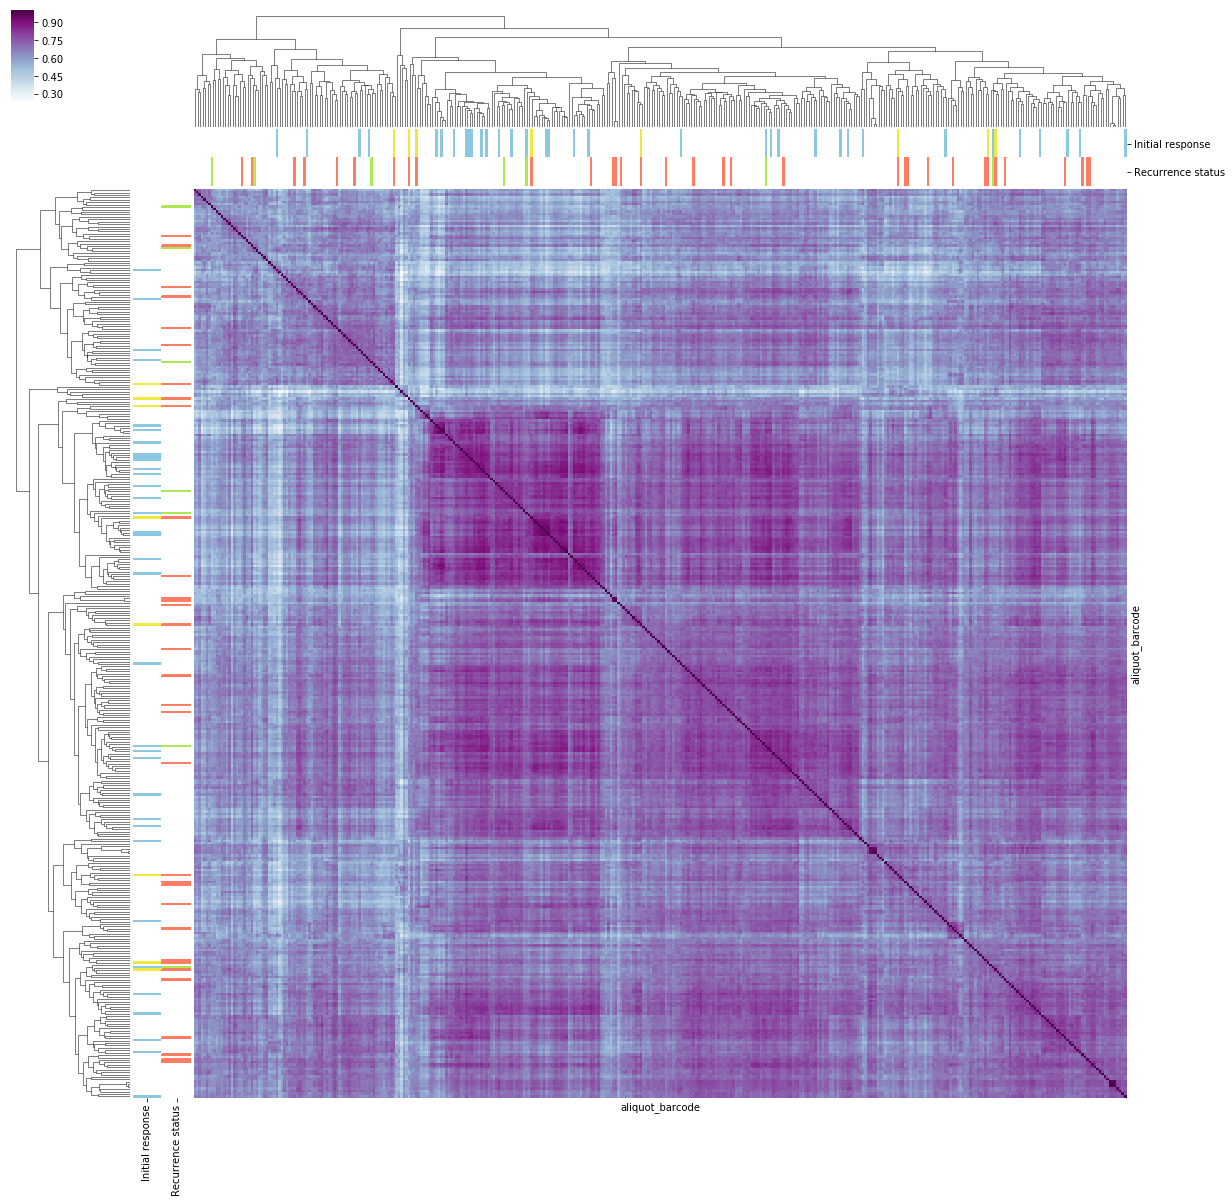 0.90
0.75
0.60
0.45
0.30
Initial response
Recurrence status
aliquot_barcode
aliquot_barcode
Initial response
Recurrence status